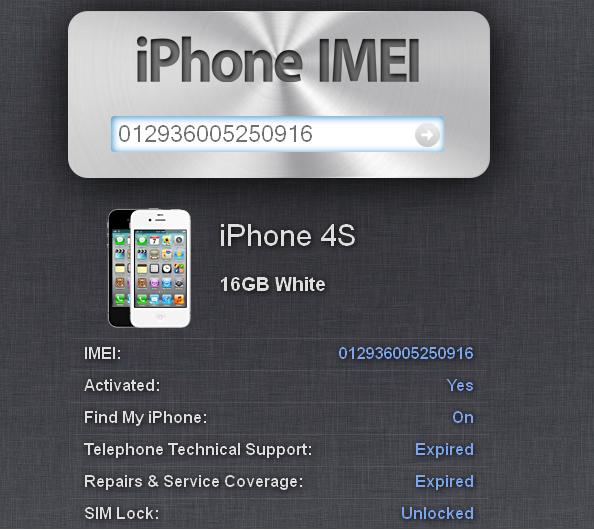 iPhone IMEI
012936005250916
iPhone 4S
16GB White
IMEI: 012936005250916
Activated: Yes
Find My iPhone: On
Telephone Technical Support: Expired
Repairs & Service Coverage: Expired
SIM Lock: Unlocked